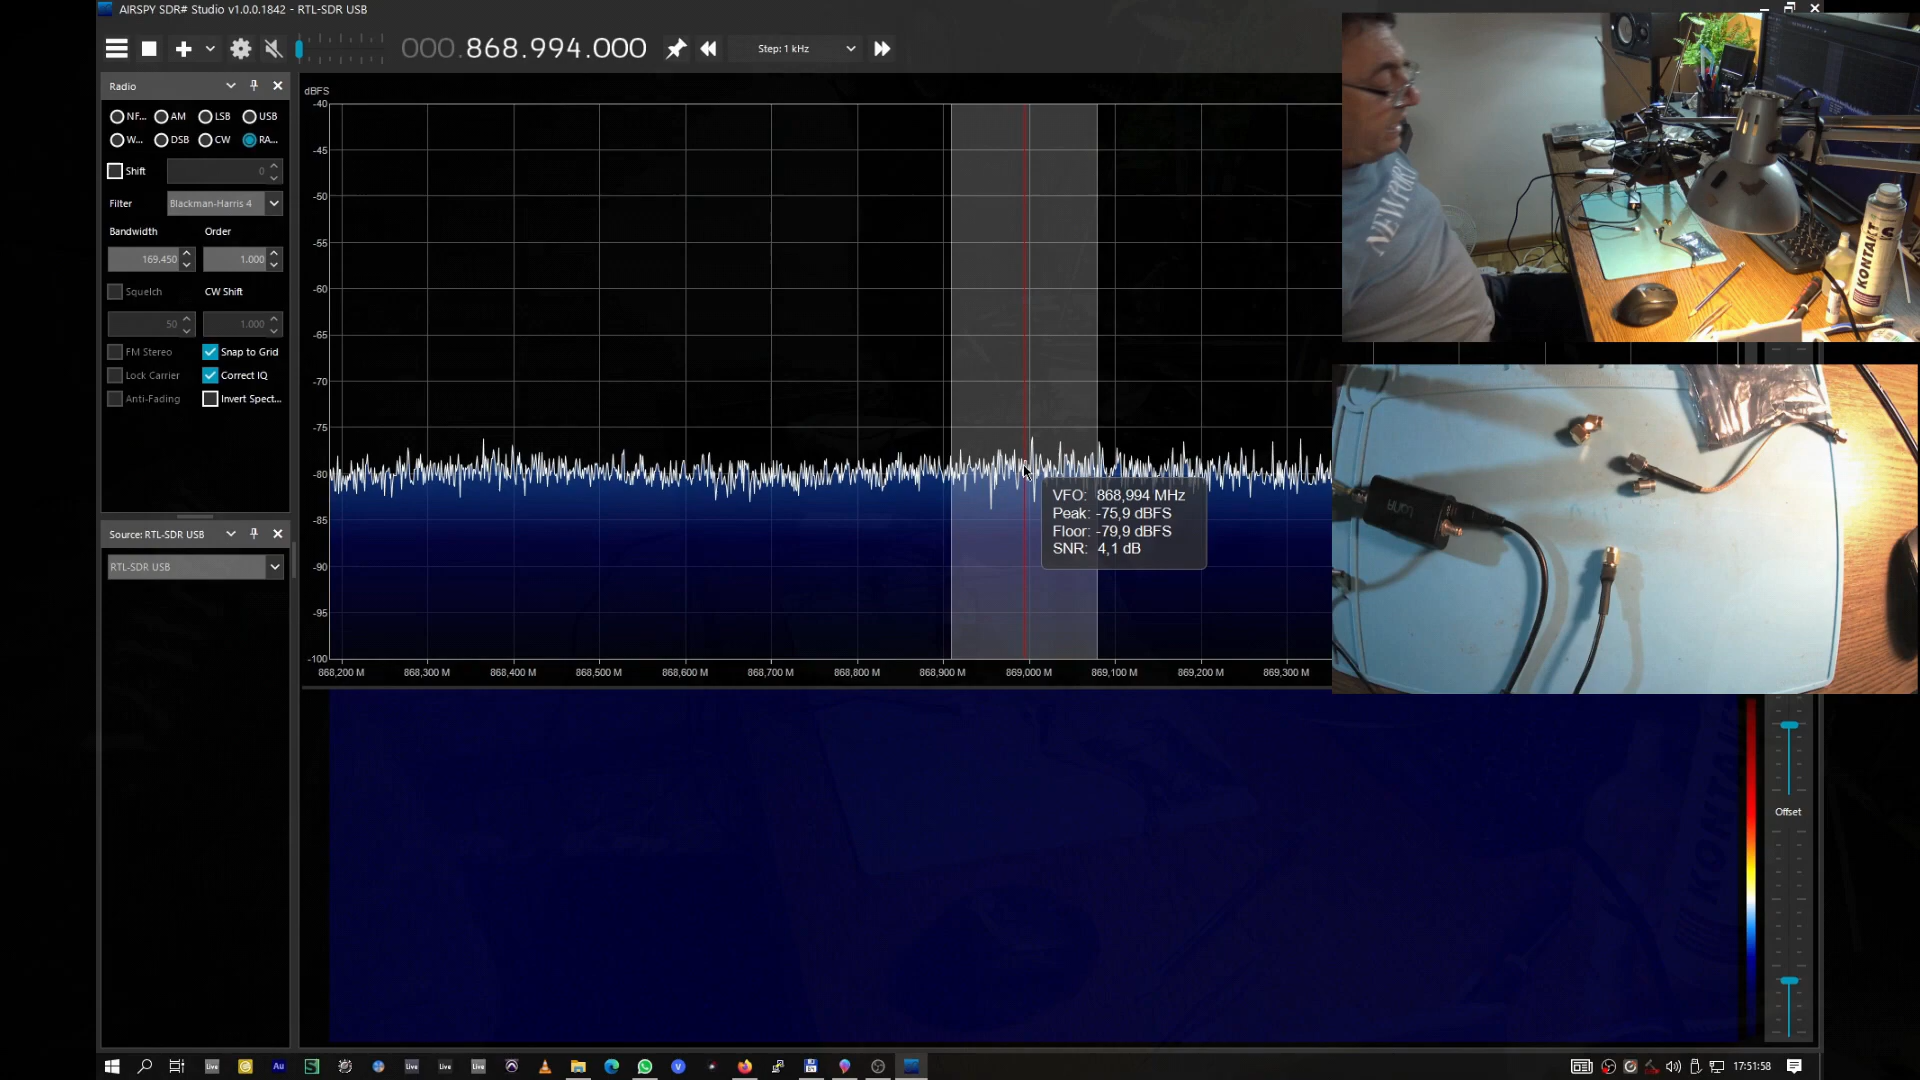 AIRSPY SDR# Studio v1.0.0.1842 - RTL-SDR USB
000.868.994.000
Step: 1 kHz
Radio
NF... AM LSB USB
W... DSB CW RA...
Shift 0
Filter Blackman-Harris 4
Bandwidth Order
169.450 1.000
Squelch CW Shift
50 1.000
FM Stereo Snap to Grid
Lock Carrier Correct IQ
Anti-Fading Invert Spect...
Source: RTL-SDR USB
RTL-SDR USB
dBFS
-40
-45
-50
-55
-60
-65
-70
-75
-80
-85
-90
-95
-100
VFO: 868,994 MHz
Peak: -75,9 dBFS
Floor: -79,9 dBFS
SNR: 4,1 dB
868,200 M 868,300 M 868,400 M 868,500 M 868,600 M 868,700 M 868,800 M 868,900 M 869,000 M 869,100 M 869,200 M 869,300 M
NEWPORT
KONTAKT
Offset
Live
Au
S
Live
Live
Live
V
17:51:58